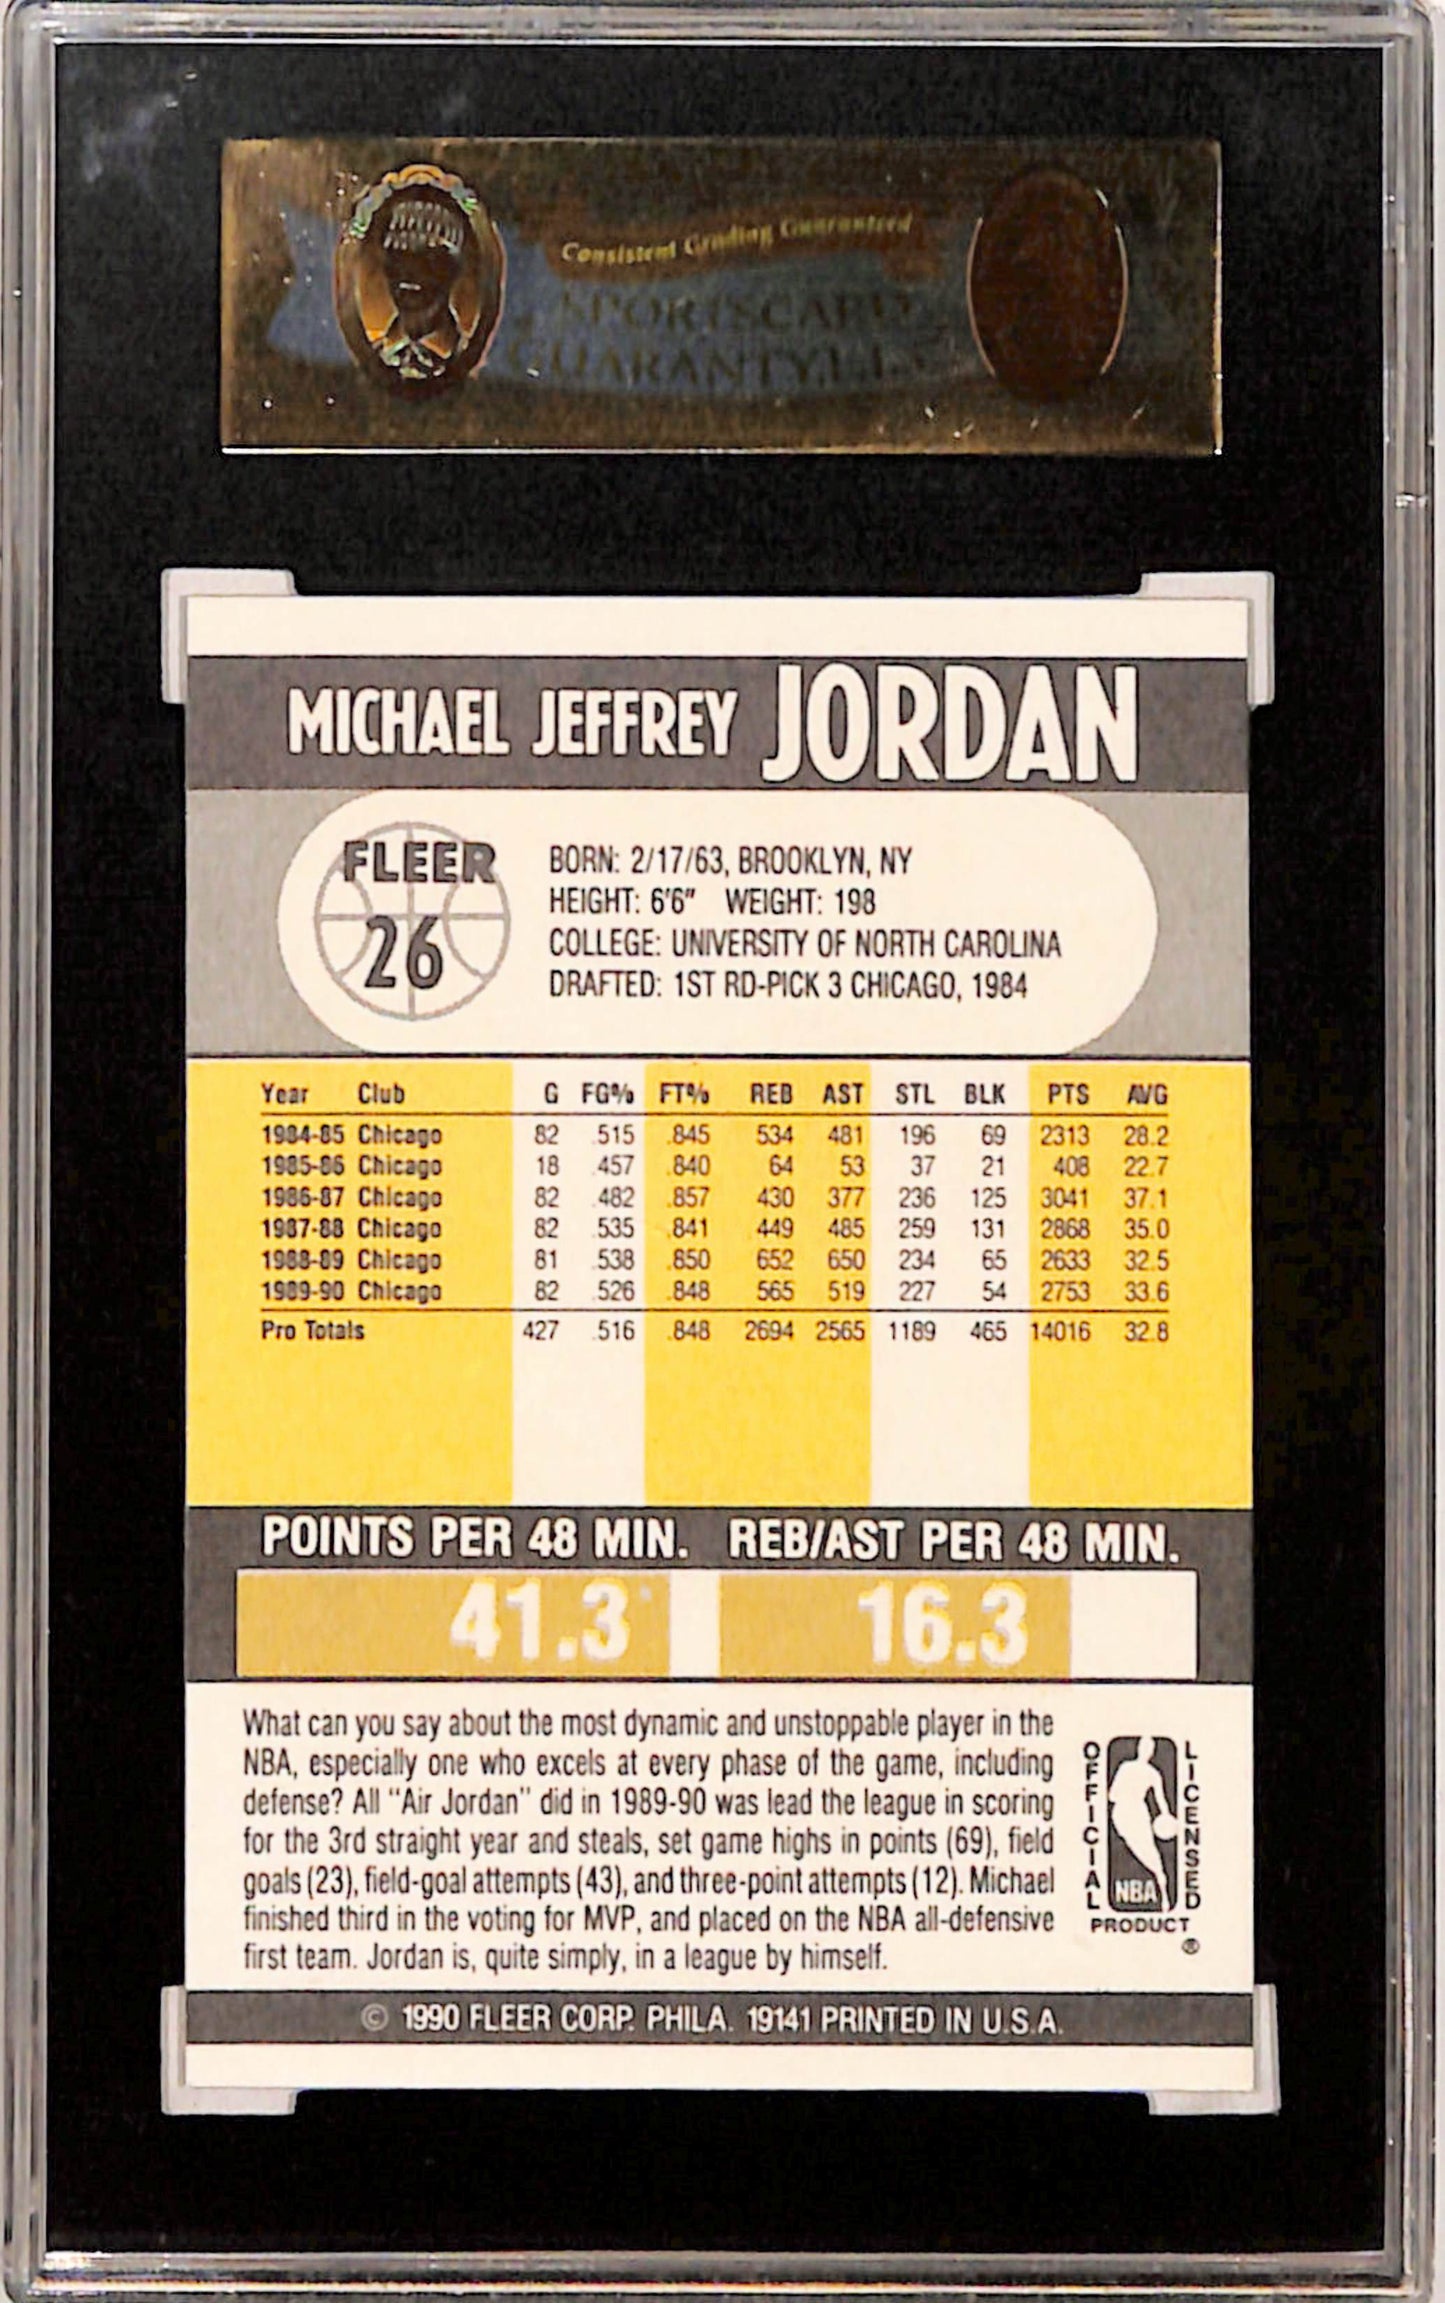 Consistent Grading Guaranteed
SPORTSCARD
GUARANTY
MICHAEL JEFFREY JORDAN
FLEER
26
BORN: 2/17/63, BROOKLYN, NY
HEIGHT: 6'6" WEIGHT: 198
COLLEGE: UNIVERSITY OF NORTH CAROLINA
DRAFTED: 1ST RD-PICK 3 CHICAGO, 1984
Year Club G FG% FT% REB AST STL BLK PTS AVG
1984-85 Chicago 82 .515 .845 534 481 196 69 2313 28.2
1985-86 Chicago 18 .457 .840 64 53 37 21 408 22.7
1986-87 Chicago 82 .482 .857 430 377 236 125 3041 37.1
1987-88 Chicago 82 .535 .841 449 485 259 131 2868 35.0
1988-89 Chicago 81 .538 .850 652 650 234 65 2633 32.5
1989-90 Chicago 82 .526 .848 565 519 227 54 2753 33.6
Pro Totals 427 .516 .848 2694 2565 1189 465 14016 32.8
POINTS PER 48 MIN. REB/AST PER 48 MIN.
41.3 16.3
What can you say about the most dynamic and unstoppable player in the
NBA, especially one who excels at every phase of the game, including
defense? All "Air Jordan" did in 1989-90 was lead the league in scoring
for the 3rd straight year and steals, set game highs in points (69), field
goals (23), field-goal attempts (43), and three-point attempts (12). Michael
finished third in the voting for MVP, and placed on the NBA all-defensive
first team. Jordan is, quite simply, in a league by himself.
OFFICIAL
LICENSED
NBA
PRODUCT
®
© 1990 FLEER CORP. PHILA. 19141 PRINTED IN U.S.A.